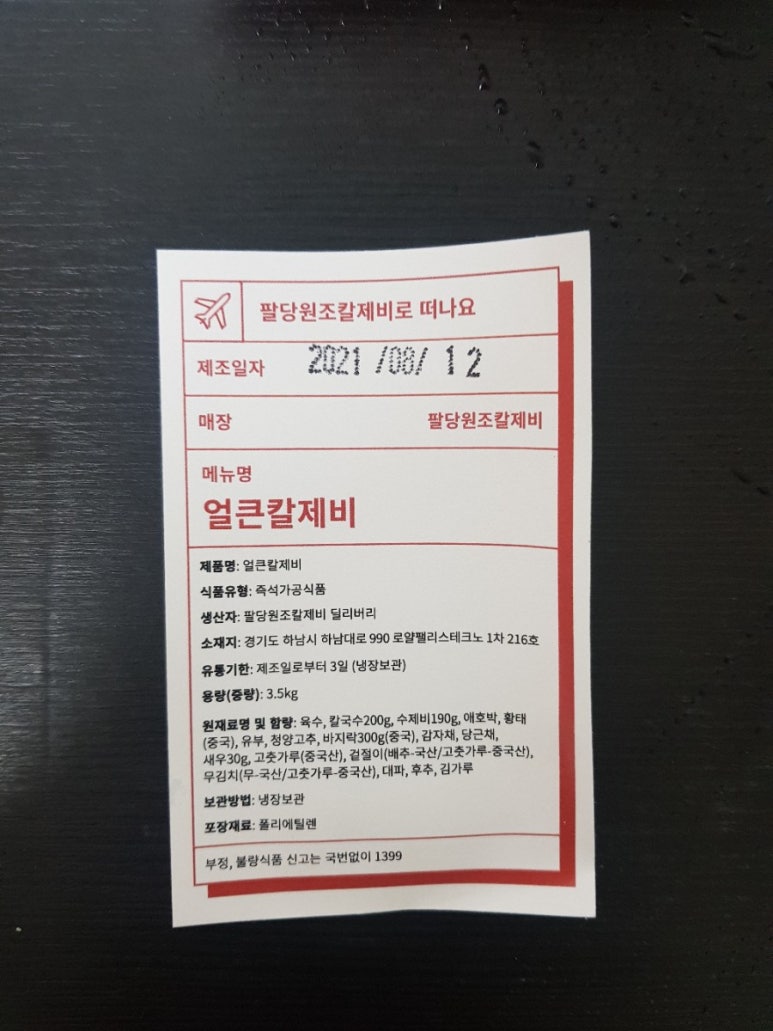 팔당원조칼제비로 떠나요
제조일자 2021 /08/ 12
매장 팔당원조칼제비
메뉴명
얼큰칼제비
제품명: 얼큰칼제비
식품유형: 즉석가공식품
생산자: 팔당원조칼제비 딜리버리
소재지: 경기도 하남시 하남대로 990 로얄팰리스테크노 1차 216호
유통기한: 제조일로부터 3일 (냉장보관)
용량(중량): 3.5kg
원재료명 및 함량: 육수, 칼국수200g, 수제비190g, 애호박, 황태
(중국), 유부, 청양고추, 바지락300g(중국), 감자채, 당근채,
새우30g, 고춧가루(중국산), 겉절이(배추-국산/고춧가루-중국산),
무김치(무-국산/고춧가루-중국산), 대파, 후추, 김가루
보관방법: 냉장보관
포장재료: 폴리에틸렌
부정, 불량식품 신고는 국번없이 1399